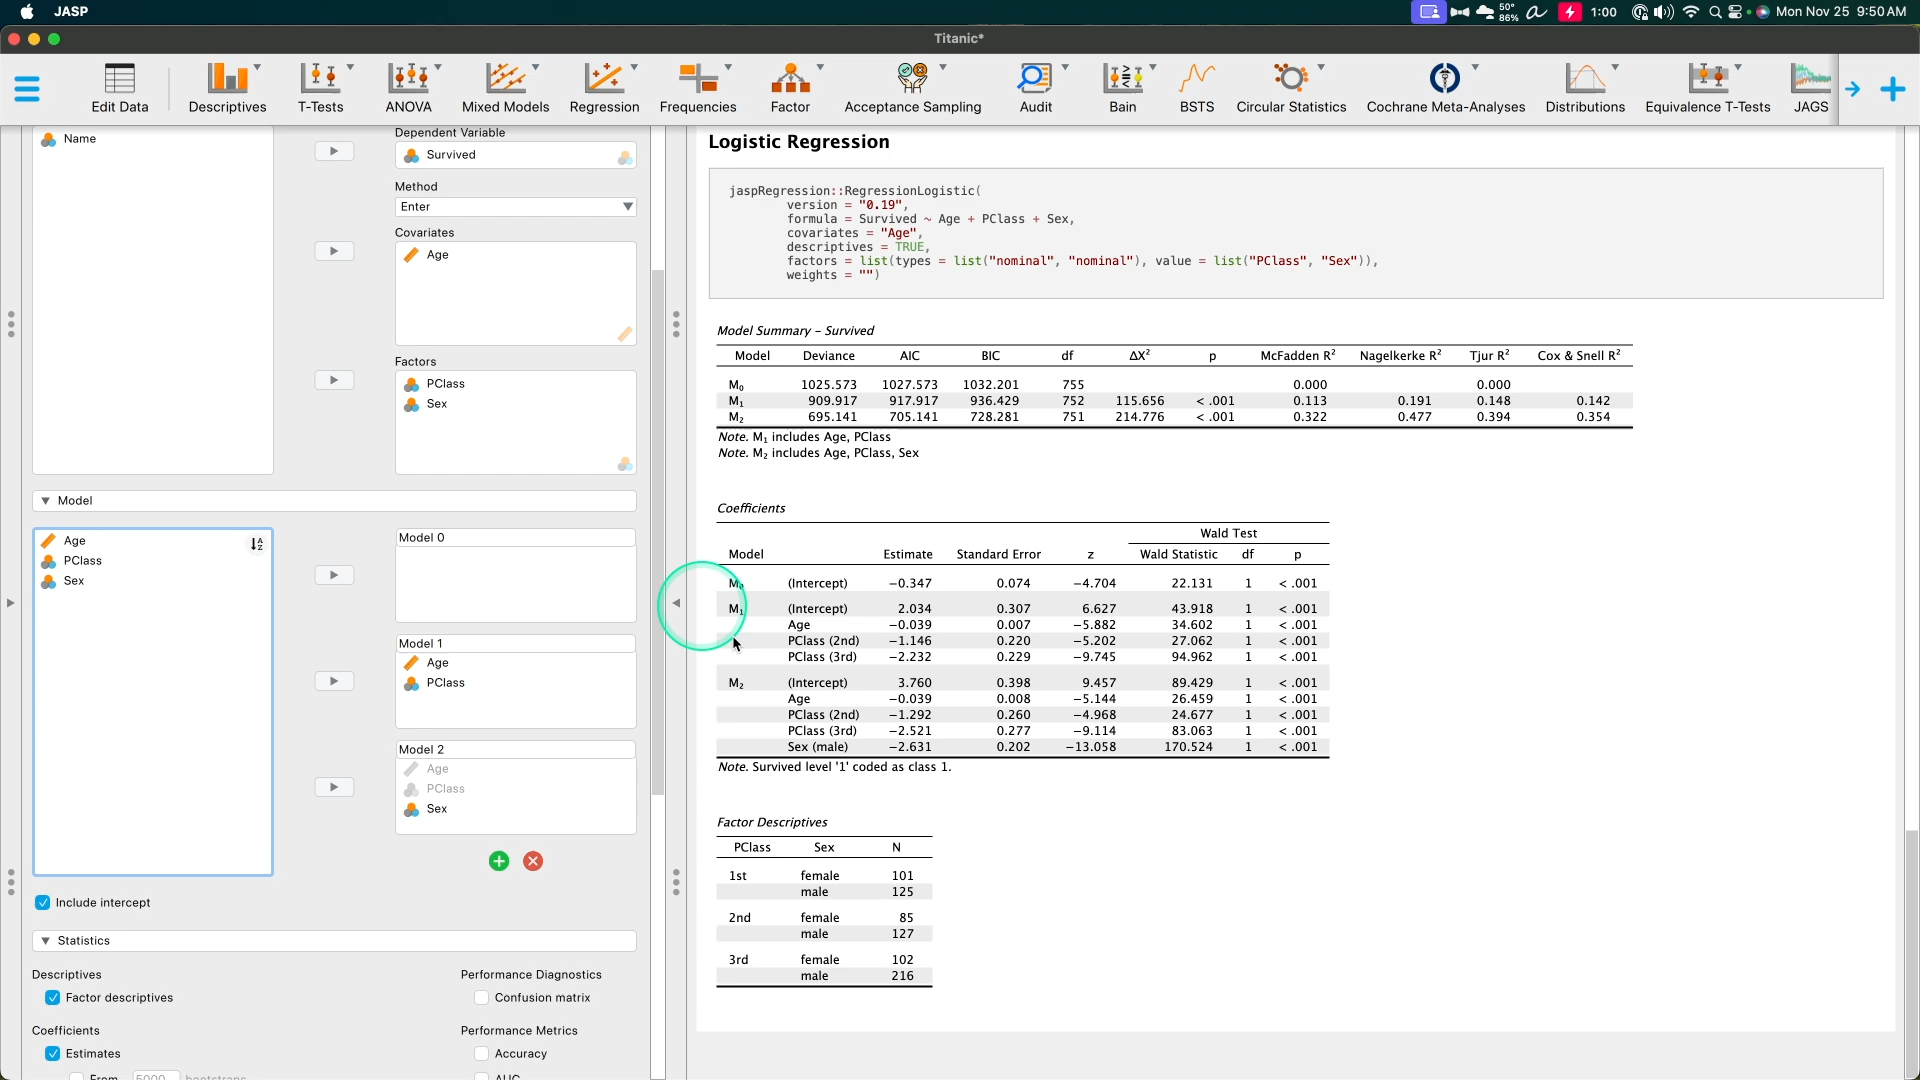 JASP
50°
86%
1:00
Mon Nov 25 9:50 AM
Titanic*
Edit Data
Descriptives
T-Tests
ANOVA
Mixed Models
Regression
Frequencies
Factor
Acceptance Sampling
Audit
Bain
BSTS
Circular Statistics
Cochrane Meta-Analyses
Distributions
Equivalence T-Tests
JAGS
Name
Dependent Variable
Survived
Method
Enter
Covariates
Age
Factors
PClass
Sex
Model
Age
PClass
Sex
Model 0
Model 1
Age
PClass
Model 2
Age
PClass
Sex
Include intercept
Statistics
Descriptives
Factor descriptives
Performance Diagnostics
Confusion matrix
Coefficients
Estimates
From 5000 bootstraps
Performance Metrics
Accuracy
AUC
Logistic Regression
jaspRegression::RegressionLogistic(
version = "0.19",
formula = Survived ~ Age + PClass + Sex,
covariates = "Age",
descriptives = TRUE,
factors = list(types = list("nominal", "nominal"), value = list("PClass", "Sex")),
weights = "")
Model Summary – Survived
Model Deviance AIC BIC df ΔX² p McFadden R² Nagelkerke R² Tjur R² Cox & Snell R²
M₀ 1025.573 1027.573 1032.201 755 0.000 0.000
M₁ 909.917 917.917 936.429 752 115.656 < .001 0.113 0.191 0.148 0.142
M₂ 695.141 705.141 728.281 751 214.776 < .001 0.322 0.477 0.394 0.354
Note. M₁ includes Age, PClass
Note. M₂ includes Age, PClass, Sex
Coefficients
Wald Test
Model Estimate Standard Error z Wald Statistic df p
M₀ (Intercept) −0.347 0.074 −4.704 22.131 1 < .001
M₁ (Intercept) 2.034 0.307 6.627 43.918 1 < .001
Age −0.039 0.007 −5.882 34.602 1 < .001
PClass (2nd) −1.146 0.220 −5.202 27.062 1 < .001
PClass (3rd) −2.232 0.229 −9.745 94.962 1 < .001
M₂ (Intercept) 3.760 0.398 9.457 89.429 1 < .001
Age −0.039 0.008 −5.144 26.459 1 < .001
PClass (2nd) −1.292 0.260 −4.968 24.677 1 < .001
PClass (3rd) −2.521 0.277 −9.114 83.063 1 < .001
Sex (male) −2.631 0.202 −13.058 170.524 1 < .001
Note. Survived level '1' coded as class 1.
Factor Descriptives
PClass Sex N
1st female 101
male 125
2nd female 85
male 127
3rd female 102
male 216